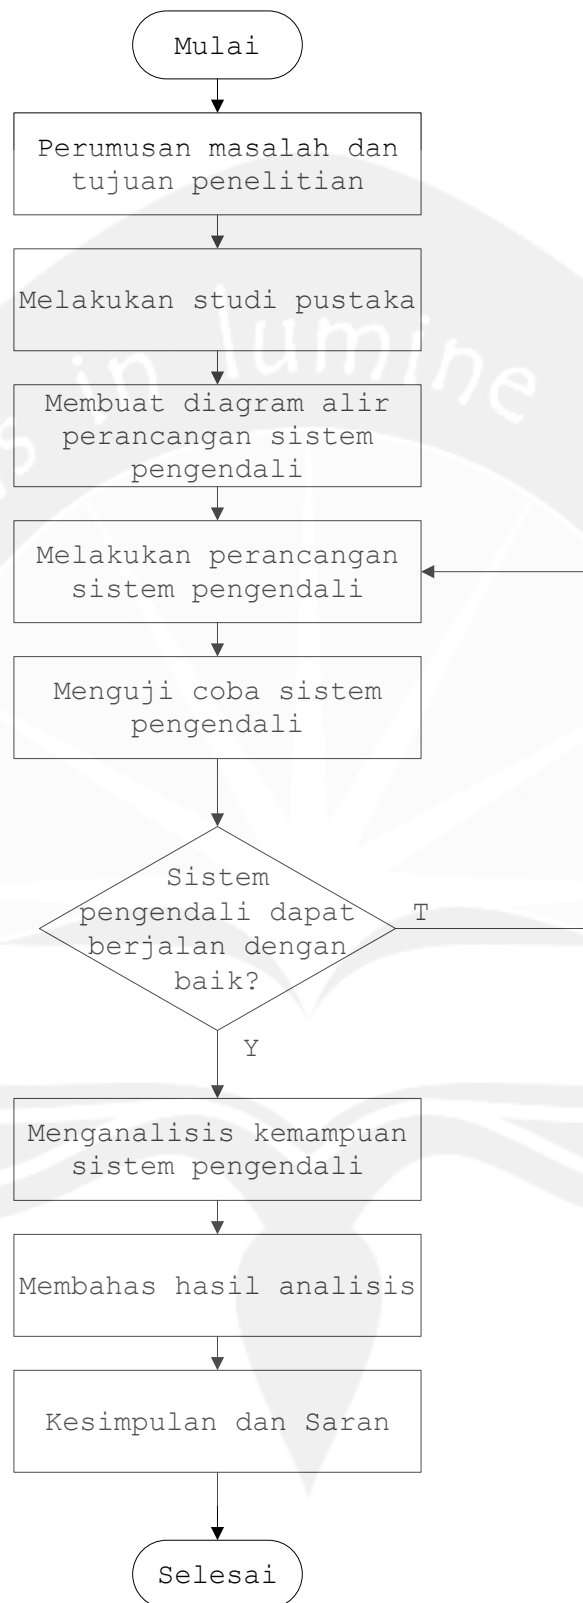 Mulai
Perumusan masalah dan
tujuan penelitian
Melakukan studi pustaka
in lumine
Membuat diagram alir
perancangan sistem
pengendali
Melakukan perancangan
sistem pengendali
Menguji coba sistem
pengendali
Sistem
pengendali dapat
berjalan dengan
baik?
T
Y
Menganalisis kemampuan
sistem pengendali
Membahas hasil analisis
Kesimpulan dan Saran
Selesai